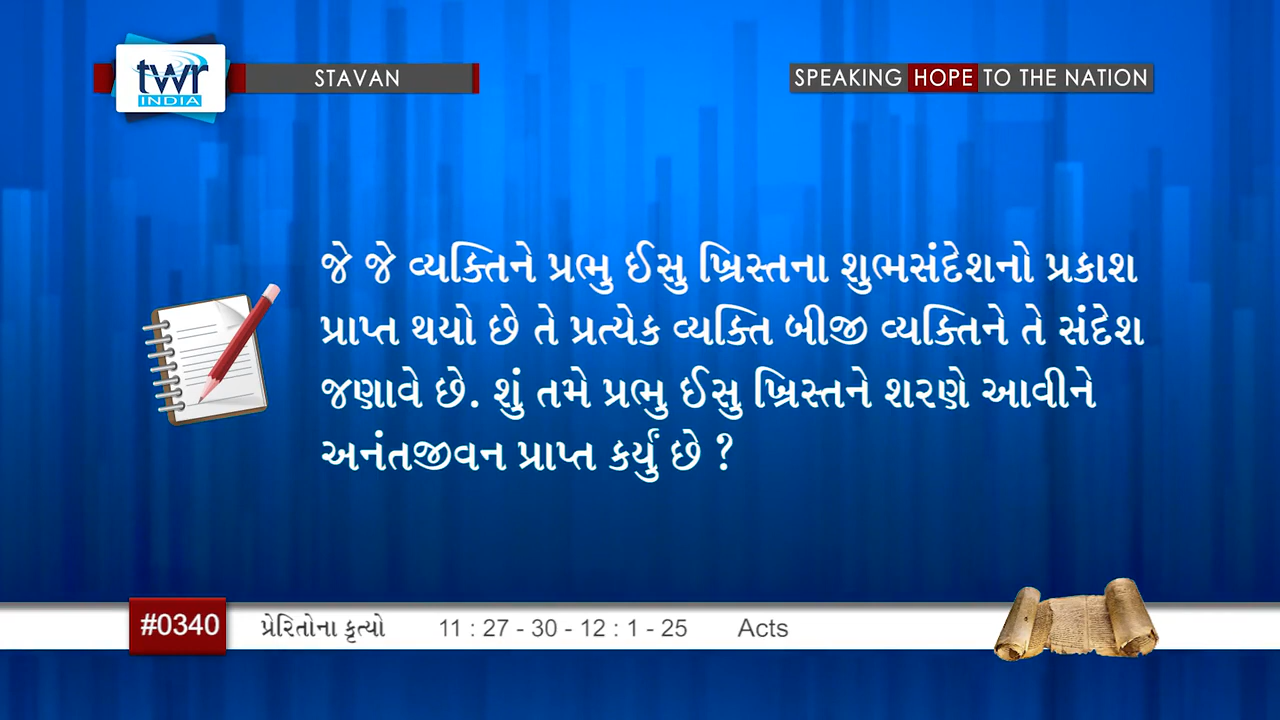 twr
INDIA
STAVAN
SPEAKING HOPE TO THE NATION
જે જે વ્યક્તિને પ્રભુ ઈસુ ખ્રિસ્તના શુભસંદેશનો પ્રકાશ
પ્રાપ્ત થયો છે તે પ્રત્યેક વ્યક્તિ બીજી વ્યક્તિને તે સંદેશ
જણાવે છે. શું તમે પ્રભુ ઈસુ ખ્રિસ્તને શરણે આવીને
અનંતજીવન પ્રાપ્ત કર્યું છે ?
#0340 પ્રેરિતોના કૃત્યો 11 : 27 - 30 - 12 : 1 - 25 Acts